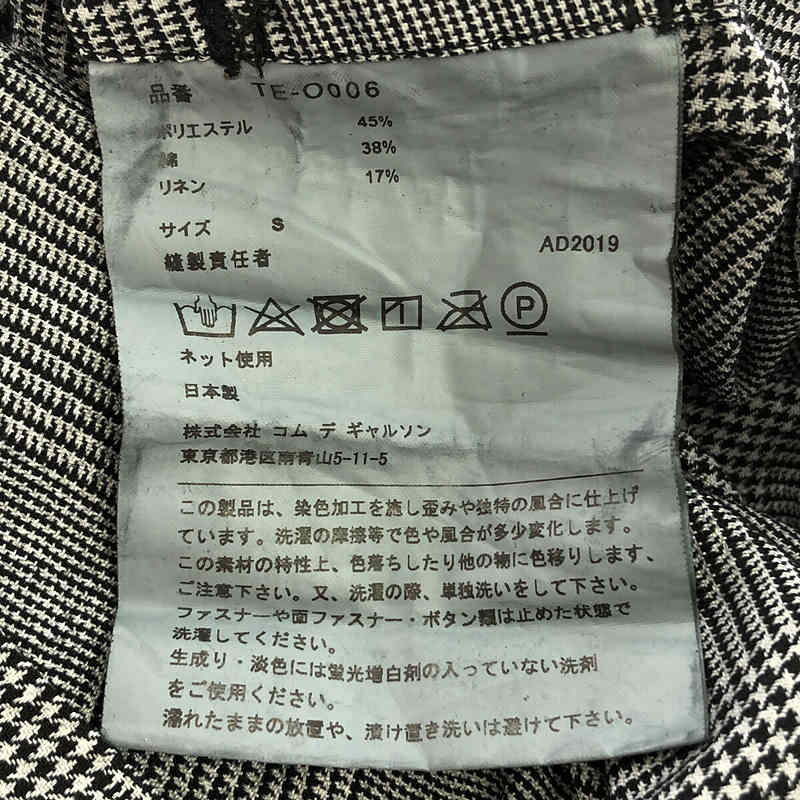 品番 TE-O006
ポリエステル 45%
綿 38%
リネン 17%
サイズ S
AD2019
縫製責任者
P
ネット使用
日本製
株式会社 コム デ ギャルソン
東京都港区南青山5-11-5
この製品は、染色加工を施し歪みや独特の風合に仕上げ
ています。洗濯の摩擦等で色や風合が多少変化します。
この素材の特性上、色落ちしたり他の物に色移りします、
ご注意下さい。又、洗濯の際、単独洗いをして下さい。
ファスナーや面ファスナー・ボタン類は止めた状態で
洗濯してください。
生成り・淡色には蛍光増白剤の入っていない洗剤
をご使用ください。
濡れたままの放置や、漬け置き洗いは避けて下さい。